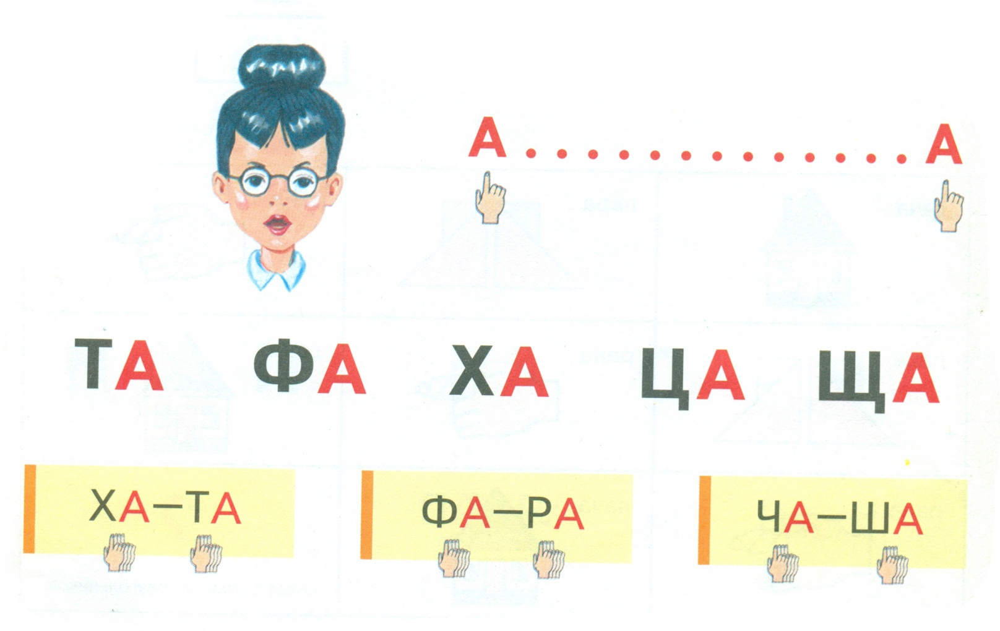 А . . . . . . . . . . . . . А
ТА ФА ХА ЦА ЩА
ХА–ТА ФА–РА ЧА–ША